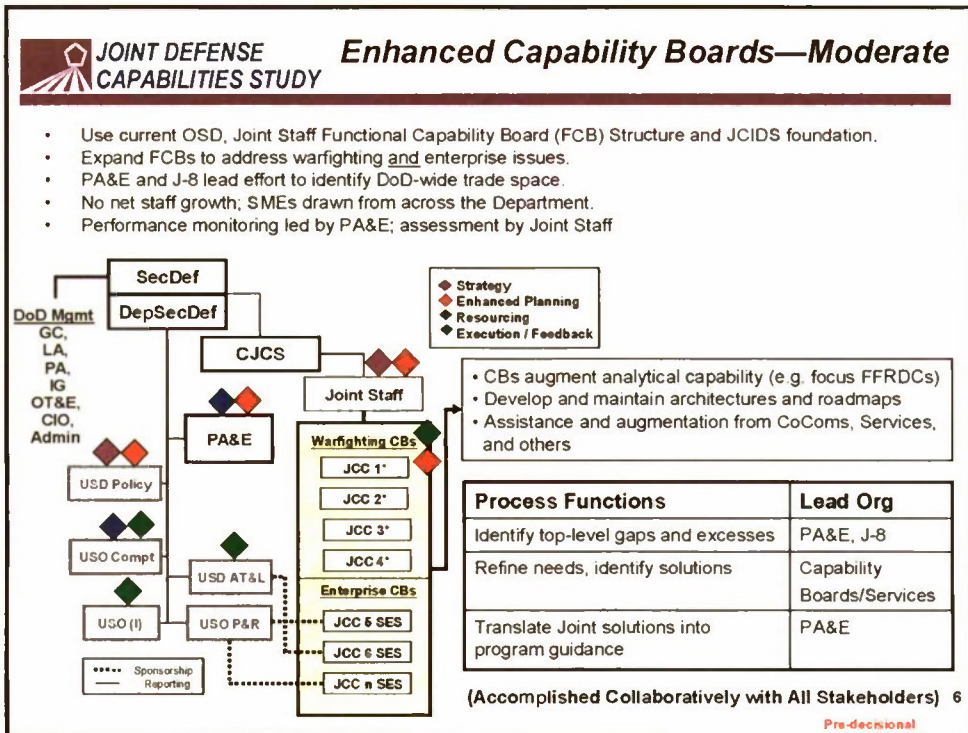 JOINT DEFENSE
CAPABILITIES STUDY
Enhanced Capability Boards—Moderate
• Use current OSD, Joint Staff Functional Capability Board (FCB) Structure and JCIDS foundation.
• Expand FCBs to address warfighting and enterprise issues.
• PA&E and J-8 lead effort to identify DoD-wide trade space.
• No net staff growth; SMEs drawn from across the Department.
• Performance monitoring led by PA&E; assessment by Joint Staff
SecDef
DepSecDef
DoD Mgmt
GC,
LA,
PA,
IG
OT&E,
CIO,
Admin
CJCS
Strategy
Enhanced Planning
Resourcing
Execution / Feedback
Joint Staff
PA&E
USD Policy
USO Compt
USD AT&L
USO (I)
USO P&R
Warfighting CBs
JCC 1*
JCC 2*
JCC 3*
JCC 4*
Enterprise CBs
JCC 5 SES
JCC 6 SES
JCC n SES
Sponsorship
Reporting
• CBs augment analytical capability (e.g. focus FFRDCs)
• Develop and maintain architectures and roadmaps
• Assistance and augmentation from CoComs, Services,
and others
Process Functions Lead Org
Identify top-level gaps and excesses PA&E, J-8
Refine needs, identify solutions Capability
Boards/Services
Translate Joint solutions into PA&E
program guidance
(Accomplished Collaboratively with All Stakeholders) 6
Pre-decisional